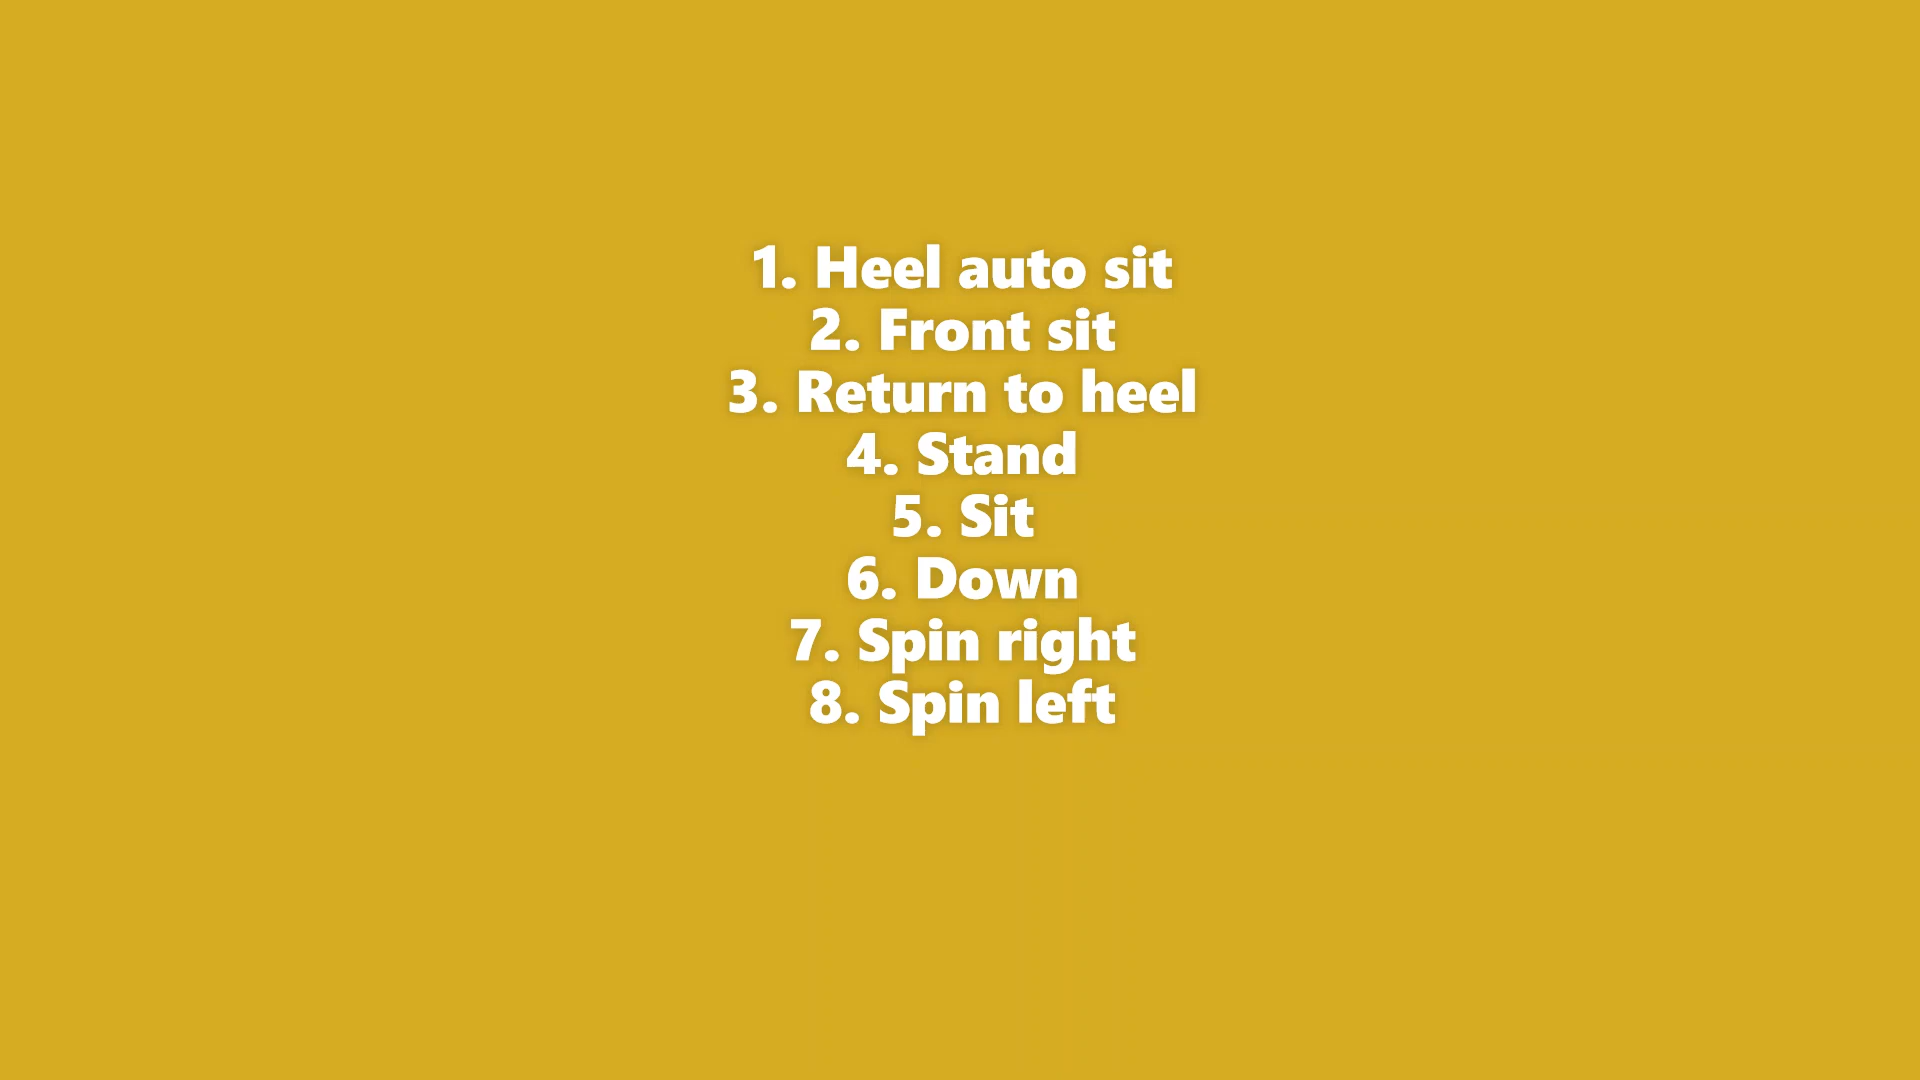 1. Heel auto sit
2. Front sit
3. Return to heel
4. Stand
5. Sit
6. Down
7. Spin right
8. Spin left